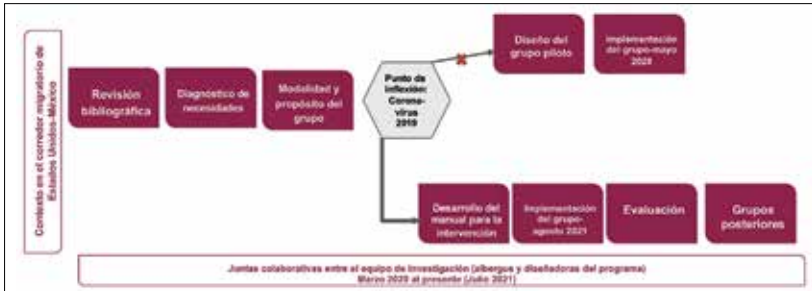 Contexto en el corredor migratorio de
Estados Unidos-México
Revisión
bibliográfica
Diagnóstico de
necesidades
Modalidad y
propósito del
grupo
Punto de
inflexión:
Corona-
virus
2019
Diseño del
grupo piloto
Implementación
del grupo-mayo
2020
Desarrollo del
manual para la
intervención
Implementación
del grupo-
agosto 2021
Evaluación
Grupos
posteriores
Juntas colaborativas entre el equipo de investigación (albergue y diseñadoras del programa)
Marzo 2020 al presente (Julio 2021)